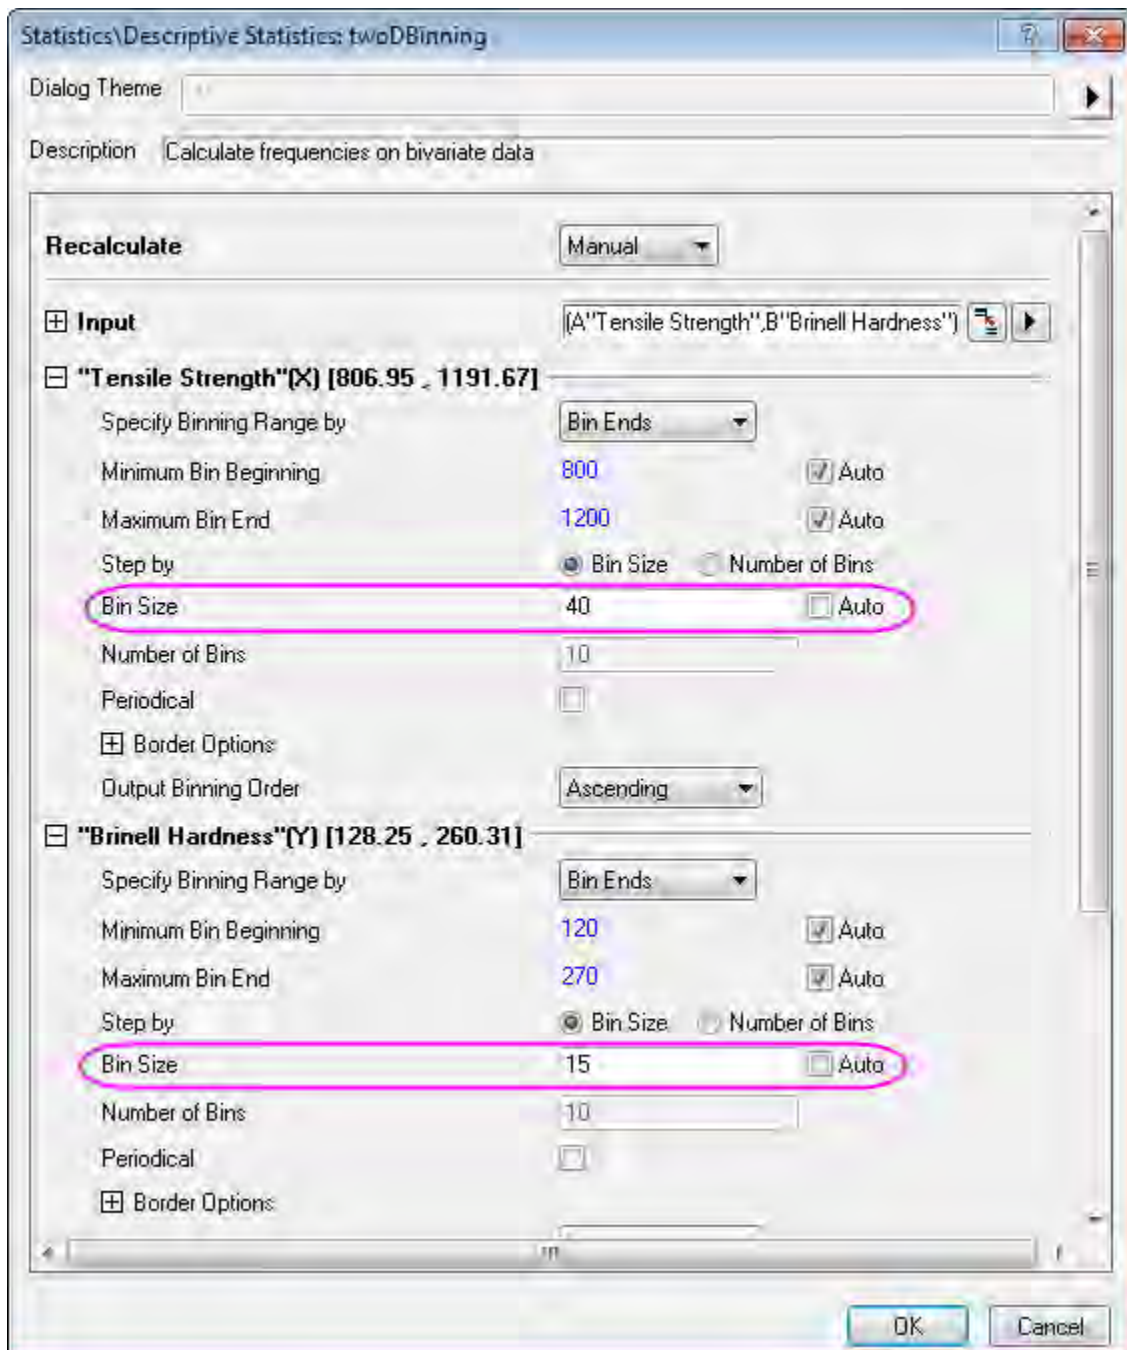 Statistics\Descriptive Statistics: twoDBinning
Dialog Theme
Description Calculate frequencies on bivariate data
Recalculate Manual
Input (A"Tensile Strength",B"Brinell Hardness")
"Tensile Strength"(X) [806.95 , 1191.67]
Specify Binning Range by Bin Ends
Minimum Bin Beginning 800 Auto
Maximum Bin End 1200 Auto
Step by Bin Size Number of Bins
Bin Size 40 Auto
Number of Bins 10
Periodical
Border Options
Output Binning Order Ascending
"Brinell Hardness"(Y) [128.25 , 260.31]
Specify Binning Range by Bin Ends
Minimum Bin Beginning 120 Auto
Maximum Bin End 270 Auto
Step by Bin Size Number of Bins
Bin Size 15 Auto
Number of Bins 10
Periodical
Border Options
OK Cancel